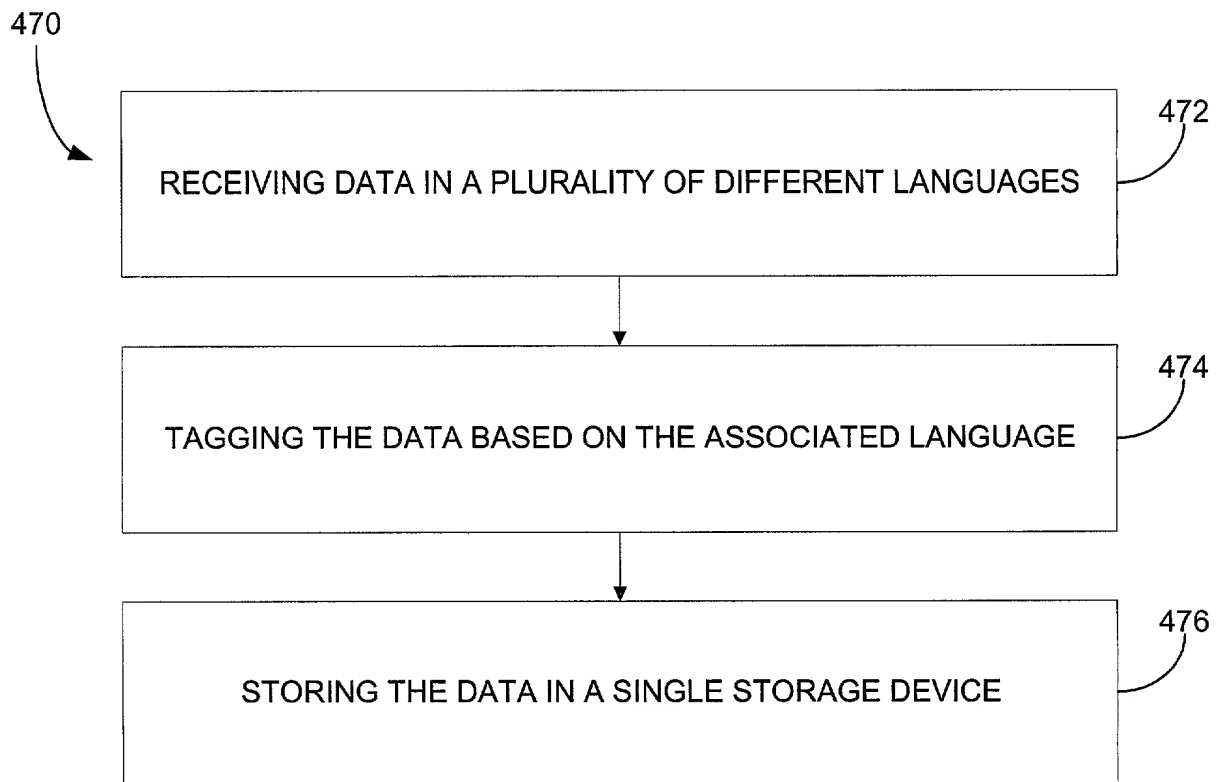 470
472
RECEIVING DATA IN A PLURALITY OF DIFFERENT LANGUAGES
474
TAGGING THE DATA BASED ON THE ASSOCIATED LANGUAGE
476
STORING THE DATA IN A SINGLE STORAGE DEVICE